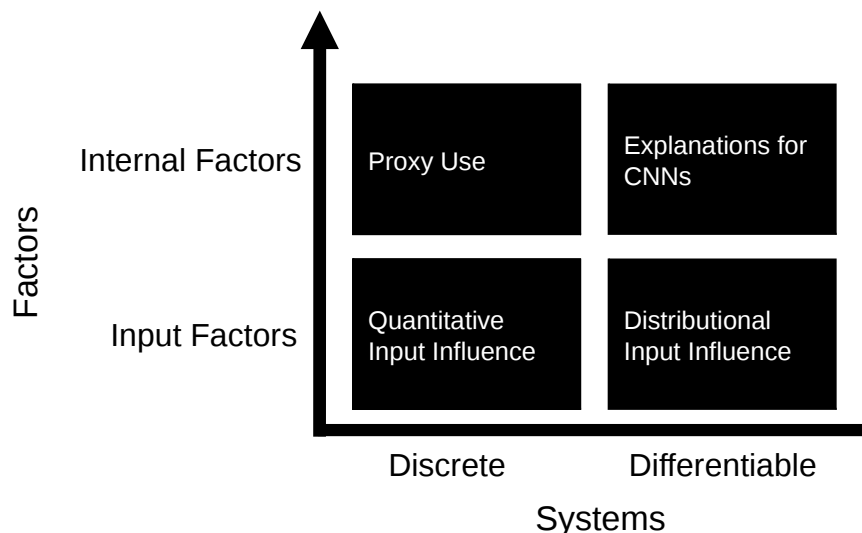 Factors
Internal Factors
Proxy Use
Explanations for
CNNs
Input Factors
Quantitative
Input Influence
Distributional
Input Influence
Discrete
Differentiable
Systems